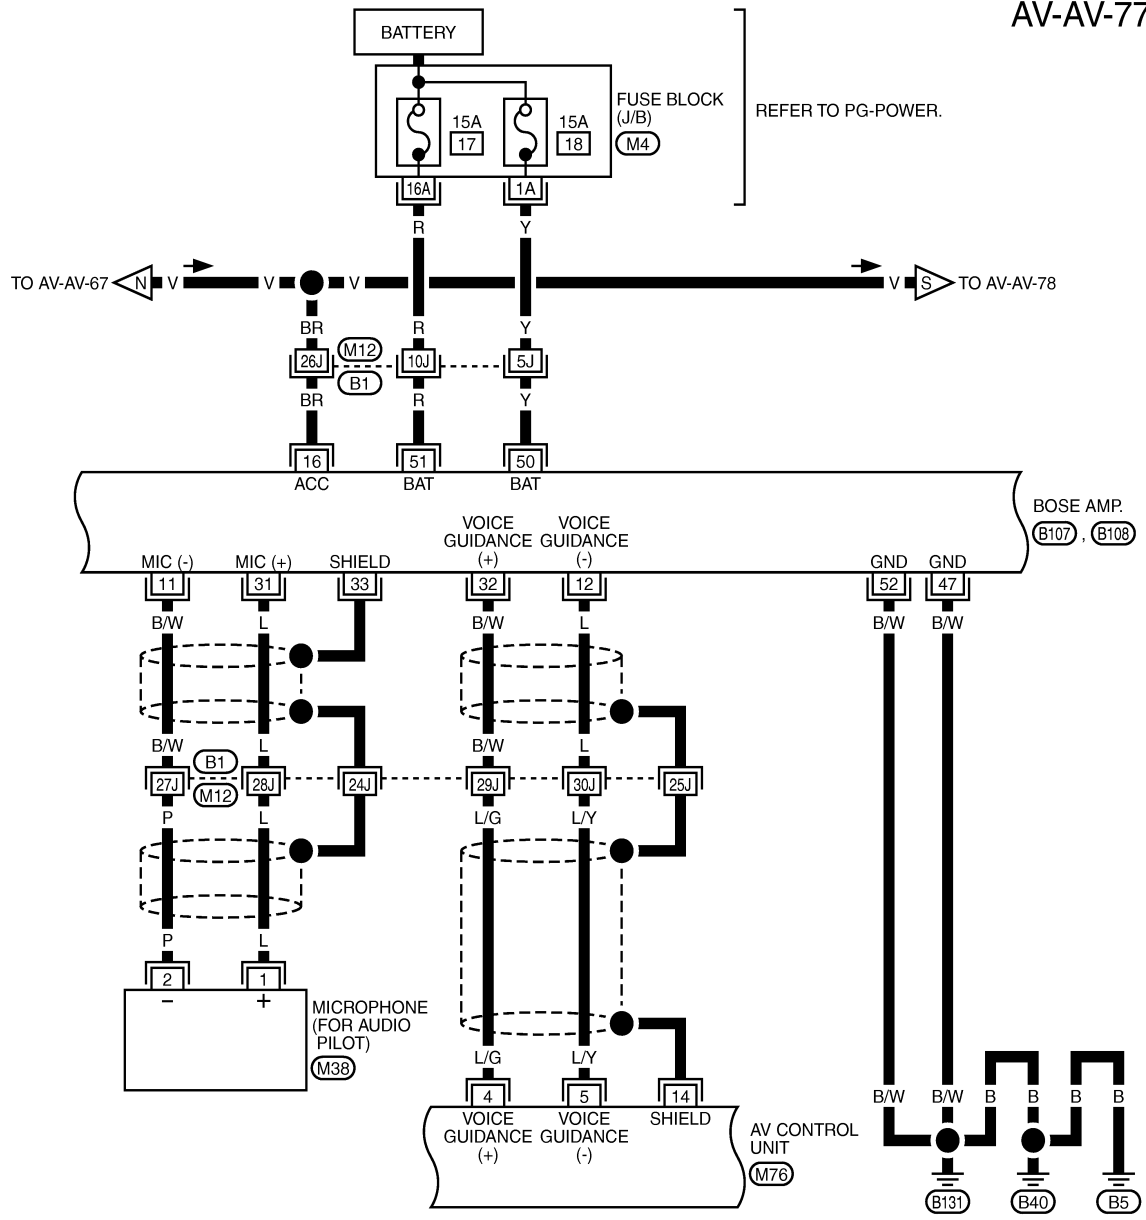 AV-AV-77
BATTERY
FUSE BLOCK
(J/B)
M4
REFER TO PG-POWER.
15A
17
15A
18
16A
1A
R
Y
TO AV-AV-67
N
V
V
V
V
S
TO AV-AV-78
BR
R
Y
26J
M12
10J
5J
B1
BR
R
Y
16
51
50
ACC
BAT
BAT
BOSE AMP.
B107 , B108
VOICE
GUIDANCE
(+)
VOICE
GUIDANCE
(-)
MIC (-)
MIC (+)
SHIELD
GND
GND
11
31
33
32
12
52
47
B/W
L
B/W
L
B/W
B/W
B/W
L
B/W
L
B1
27J
28J
24J
29J
30J
25J
M12
P
L
L/G
L/Y
P
L
2
1
−
+
MICROPHONE
(FOR AUDIO
PILOT)
M38
L/G
L/Y
4
5
14
VOICE
GUIDANCE
(+)
VOICE
GUIDANCE
(-)
SHIELD
AV CONTROL
UNIT
M76
B/W
B/W
B
B
B
B
B131
B40
B5